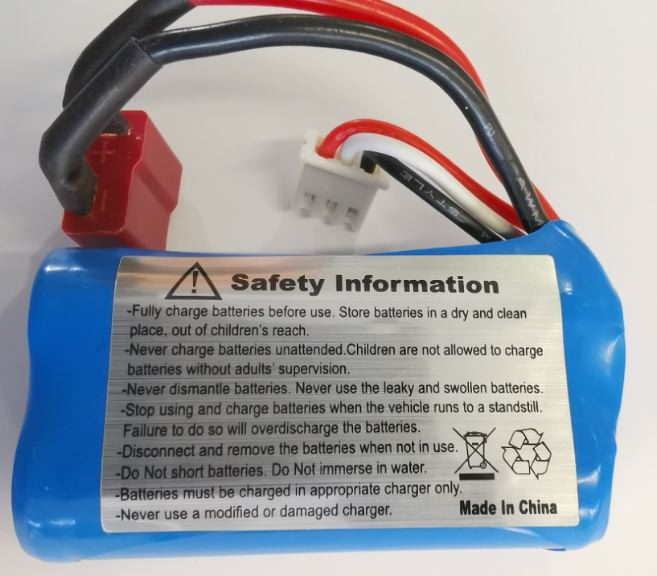 +
-
STYLE
AWM
Safety Information
-Fully charge batteries before use. Store batteries in a dry and clean
place, out of children's reach.
-Never charge batteries unattended.Children are not allowed to charge
batteries without adults' supervision.
-Never dismantle batteries. Never use the leaky and swollen batteries.
-Stop using and charge batteries when the vehicle runs to a standstill.
Failure to do so will overdischarge the batteries.
-Disconnect and remove the batteries when not in use.
-Do Not short batteries. Do Not immerse in water.
-Batteries must be charged in appropriate charger only.
-Never use a modified or damaged charger.
Made In China